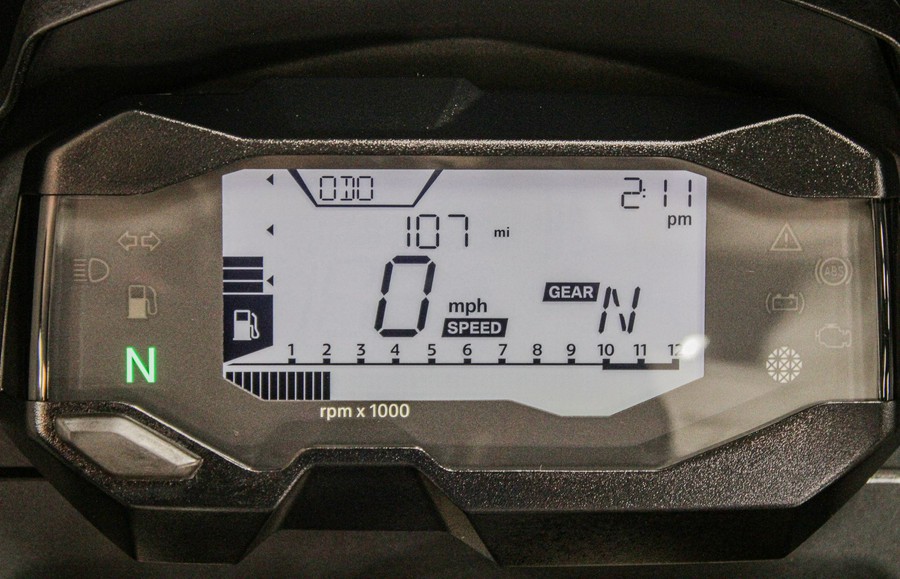 ODO
2:11
pm
107 mi
0 mph
SPEED
GEAR N
ABS
N
1 2 3 4 5 6 7 8 9 10 11 12
rpm x 1000